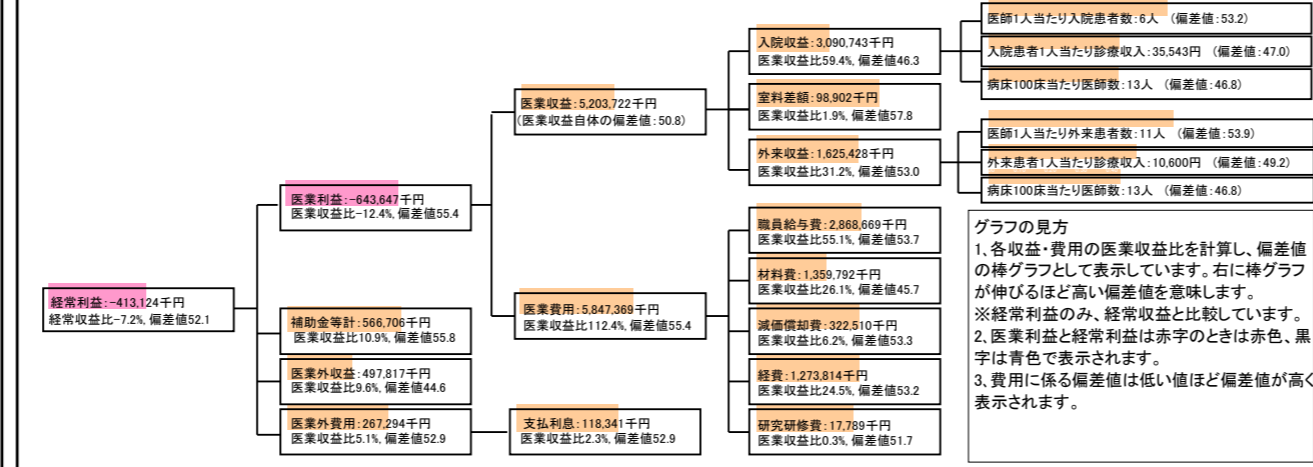 医師1人当たり入院患者数:6人 (偏差値:53.2)
入院収益:3,090,743千円
医業収益比59.4%, 偏差値46.3
入院患者1人当たり診療収入:35,543円 (偏差値:47.0)
病床100床当たり医師数:13人 (偏差値:46.8)
医業収益:5,203,722千円
(医業収益自体の偏差値:50.8)
室料差額:98,902千円
医業収益比1.9%, 偏差値57.8
医師1人当たり外来患者数:11人 (偏差値:53.9)
外来収益:1,625,428千円
医業収益比31.2%, 偏差値53.0
外来患者1人当たり診療収入:10,600円 (偏差値:49.2)
病床100床当たり医師数:13人 (偏差値:46.8)
医業利益:-643,647千円
医業収益比-12.4%, 偏差値55.4
職員給与費:2,868,669千円
医業収益比55.1%, 偏差値53.7
材料費:1,359,792千円
医業収益比26.1%, 偏差値45.7
経常利益:-413,124千円
経常収益比-7.2%, 偏差値52.1
医業費用:5,847,369千円
医業収益比112.4%, 偏差値55.4
補助金等計:566,706千円
医業収益比10.9%, 偏差値55.8
減価償却費:322,510千円
医業収益比6.2%, 偏差値53.3
医業外収益:497,817千円
医業収益比9.6%, 偏差値44.6
経費:1,273,814千円
医業収益比24.5%, 偏差値53.2
医業外費用:267,294千円
医業収益比5.1%, 偏差値52.9
支払利息:118,341千円
医業収益比2.3%, 偏差値52.9
研究研修費:17,789千円
医業収益比0.3%, 偏差値51.7
グラフの見方
1、各収益・費用の医業収益比を計算し、偏差値
の棒グラフとして表示しています。右に棒グラフ
が伸びるほど高い偏差値を意味します。
※経常利益のみ、経常収益と比較しています。
2、医業利益と経常利益は赤字のときは赤色、黒
字は青色で表示されます。
3、費用に係る偏差値は低い値ほど偏差値が高く
表示されます。